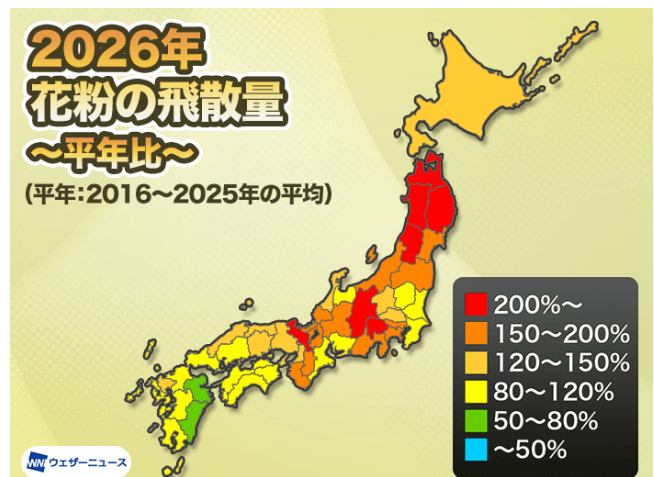 2026年
花粉の飛散量
～平年比～
(平年:2016～2025年の平均)
200%～
150～200%
120～150%
80～120%
50～80%
～50%
WN ウェザーニュース